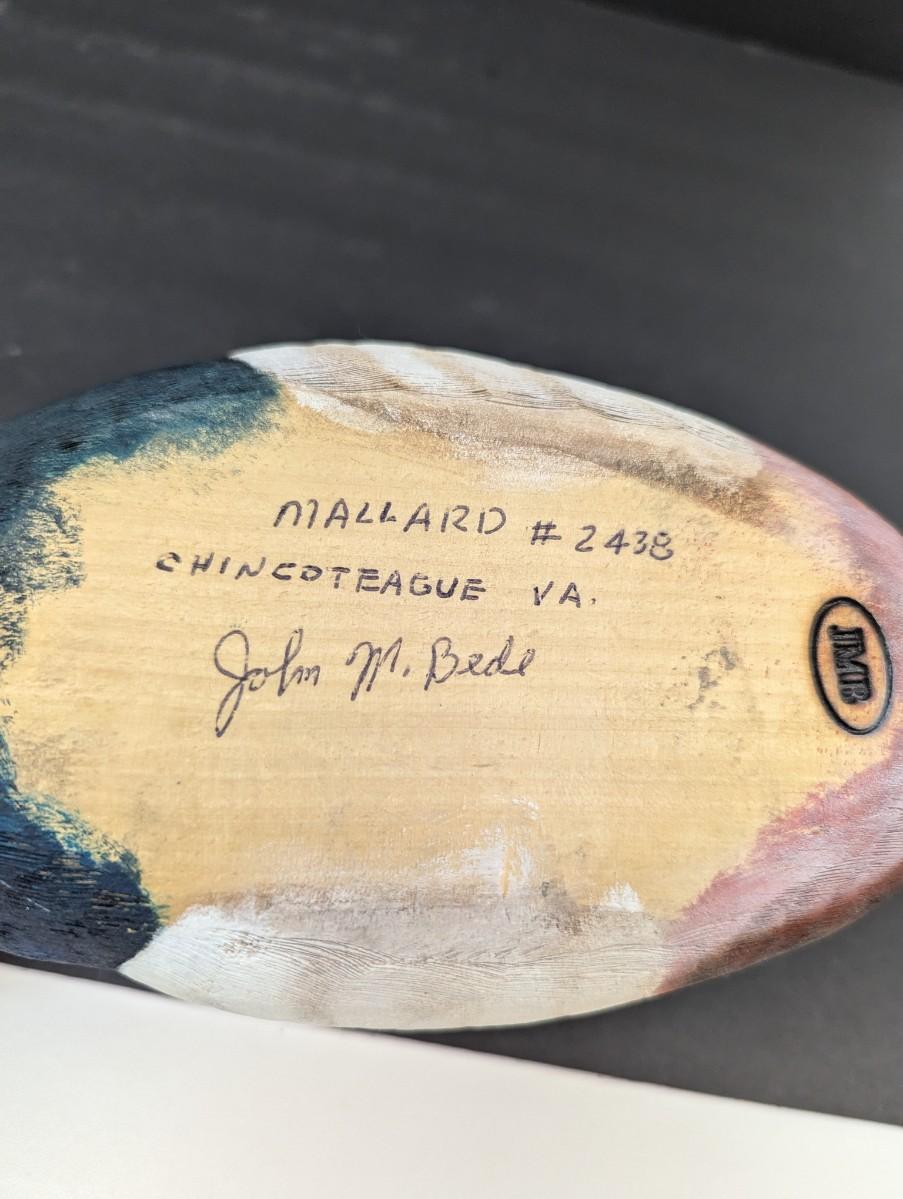 MALLARD # 2438
CHINCOTEAGUE VA.
John M. Bede
JMB